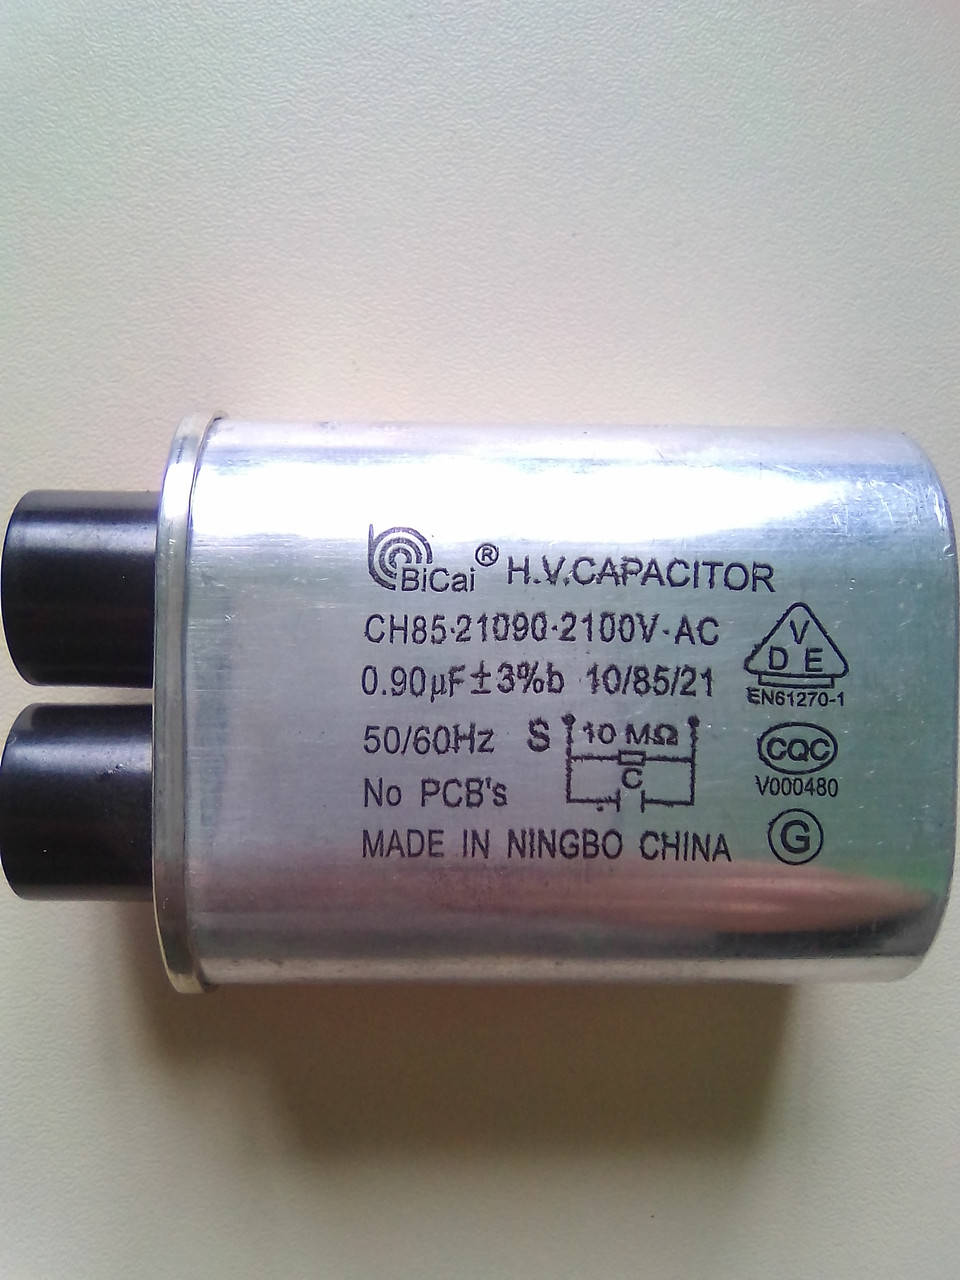 BiCai® H.V.CAPACITOR
CH85-21090-2100V-AC
0.90µF±3%b 10/85/21
VDE
EN61270-1
50/60Hz S 10 MΩ
C
CQC
V000480
No PCB's
MADE IN NINGBO CHINA
G